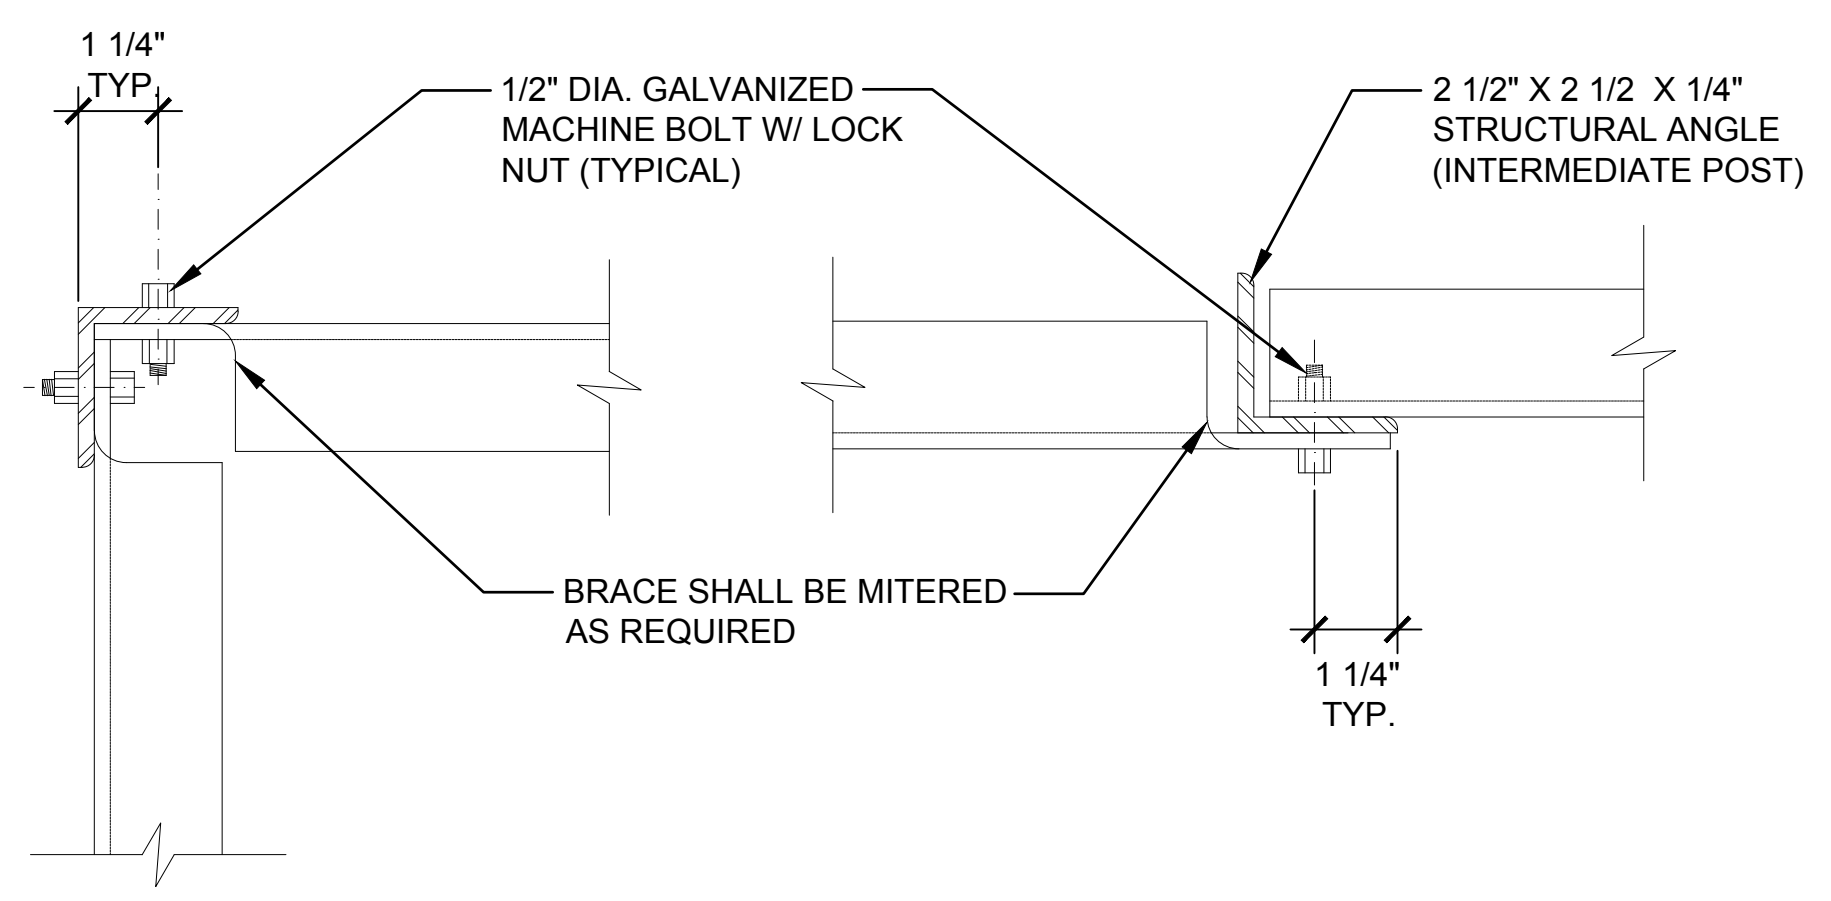 1 1/4"
TYP.
1/2" DIA. GALVANIZED
MACHINE BOLT W/ LOCK
NUT (TYPICAL)
2 1/2" X 2 1/2  X 1/4"
STRUCTURAL ANGLE
(INTERMEDIATE POST)
BRACE SHALL BE MITERED
AS REQUIRED
1 1/4"
TYP.